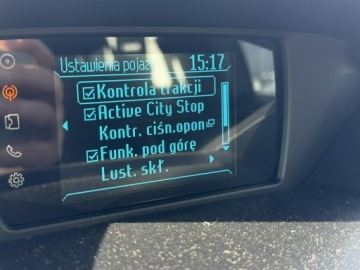 Ustawienia pojaz 15:17
Kontrola trakcji
Active City Stop
Kontr. ciśn.opon
Funk. pod górę
Lust. skł.